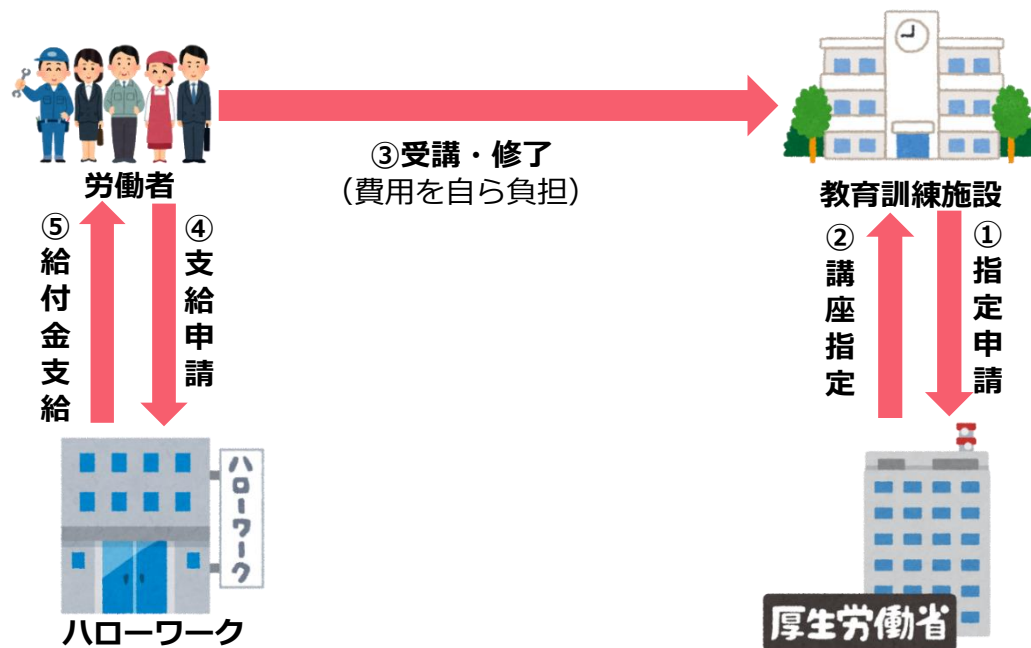 労働者
③受講・修了
（費用を自ら負担）
教育訓練施設
⑤給付金支給
④支給申請
②講座指定
①指定申請
ハローワーク
ハローワーク
厚生労働省